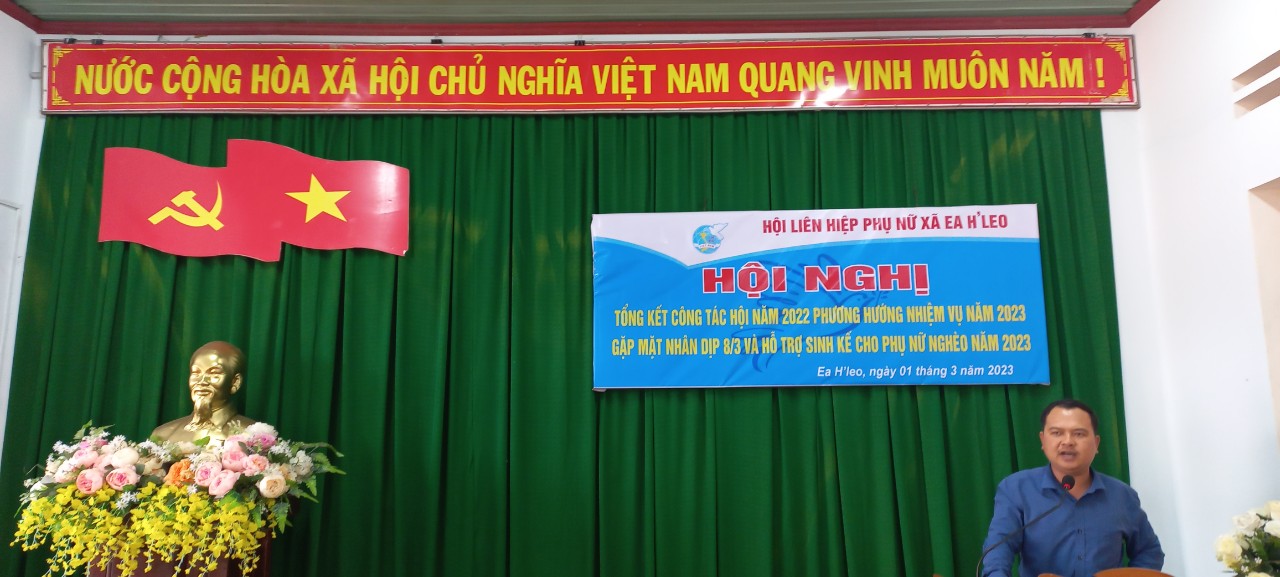 NƯỚC CỘNG HÒA XÃ HỘI CHỦ NGHĨA VIỆT NAM QUANG VINH MUÔN NĂM !
HỘI LIÊN HIỆP PHỤ NỮ XÃ EA H'LEO
HỘI NGHỊ
TỔNG KẾT CÔNG TÁC HỘI NĂM 2022 PHƯƠNG HƯỚNG NHIỆM VỤ NĂM 2023
GẶP MẶT NHÂN DỊP 8/3 VÀ HỖ TRỢ SINH KẾ CHO PHỤ NỮ NGHÈO NĂM 2023
Ea H'leo, ngày 01 tháng 3 năm 2023